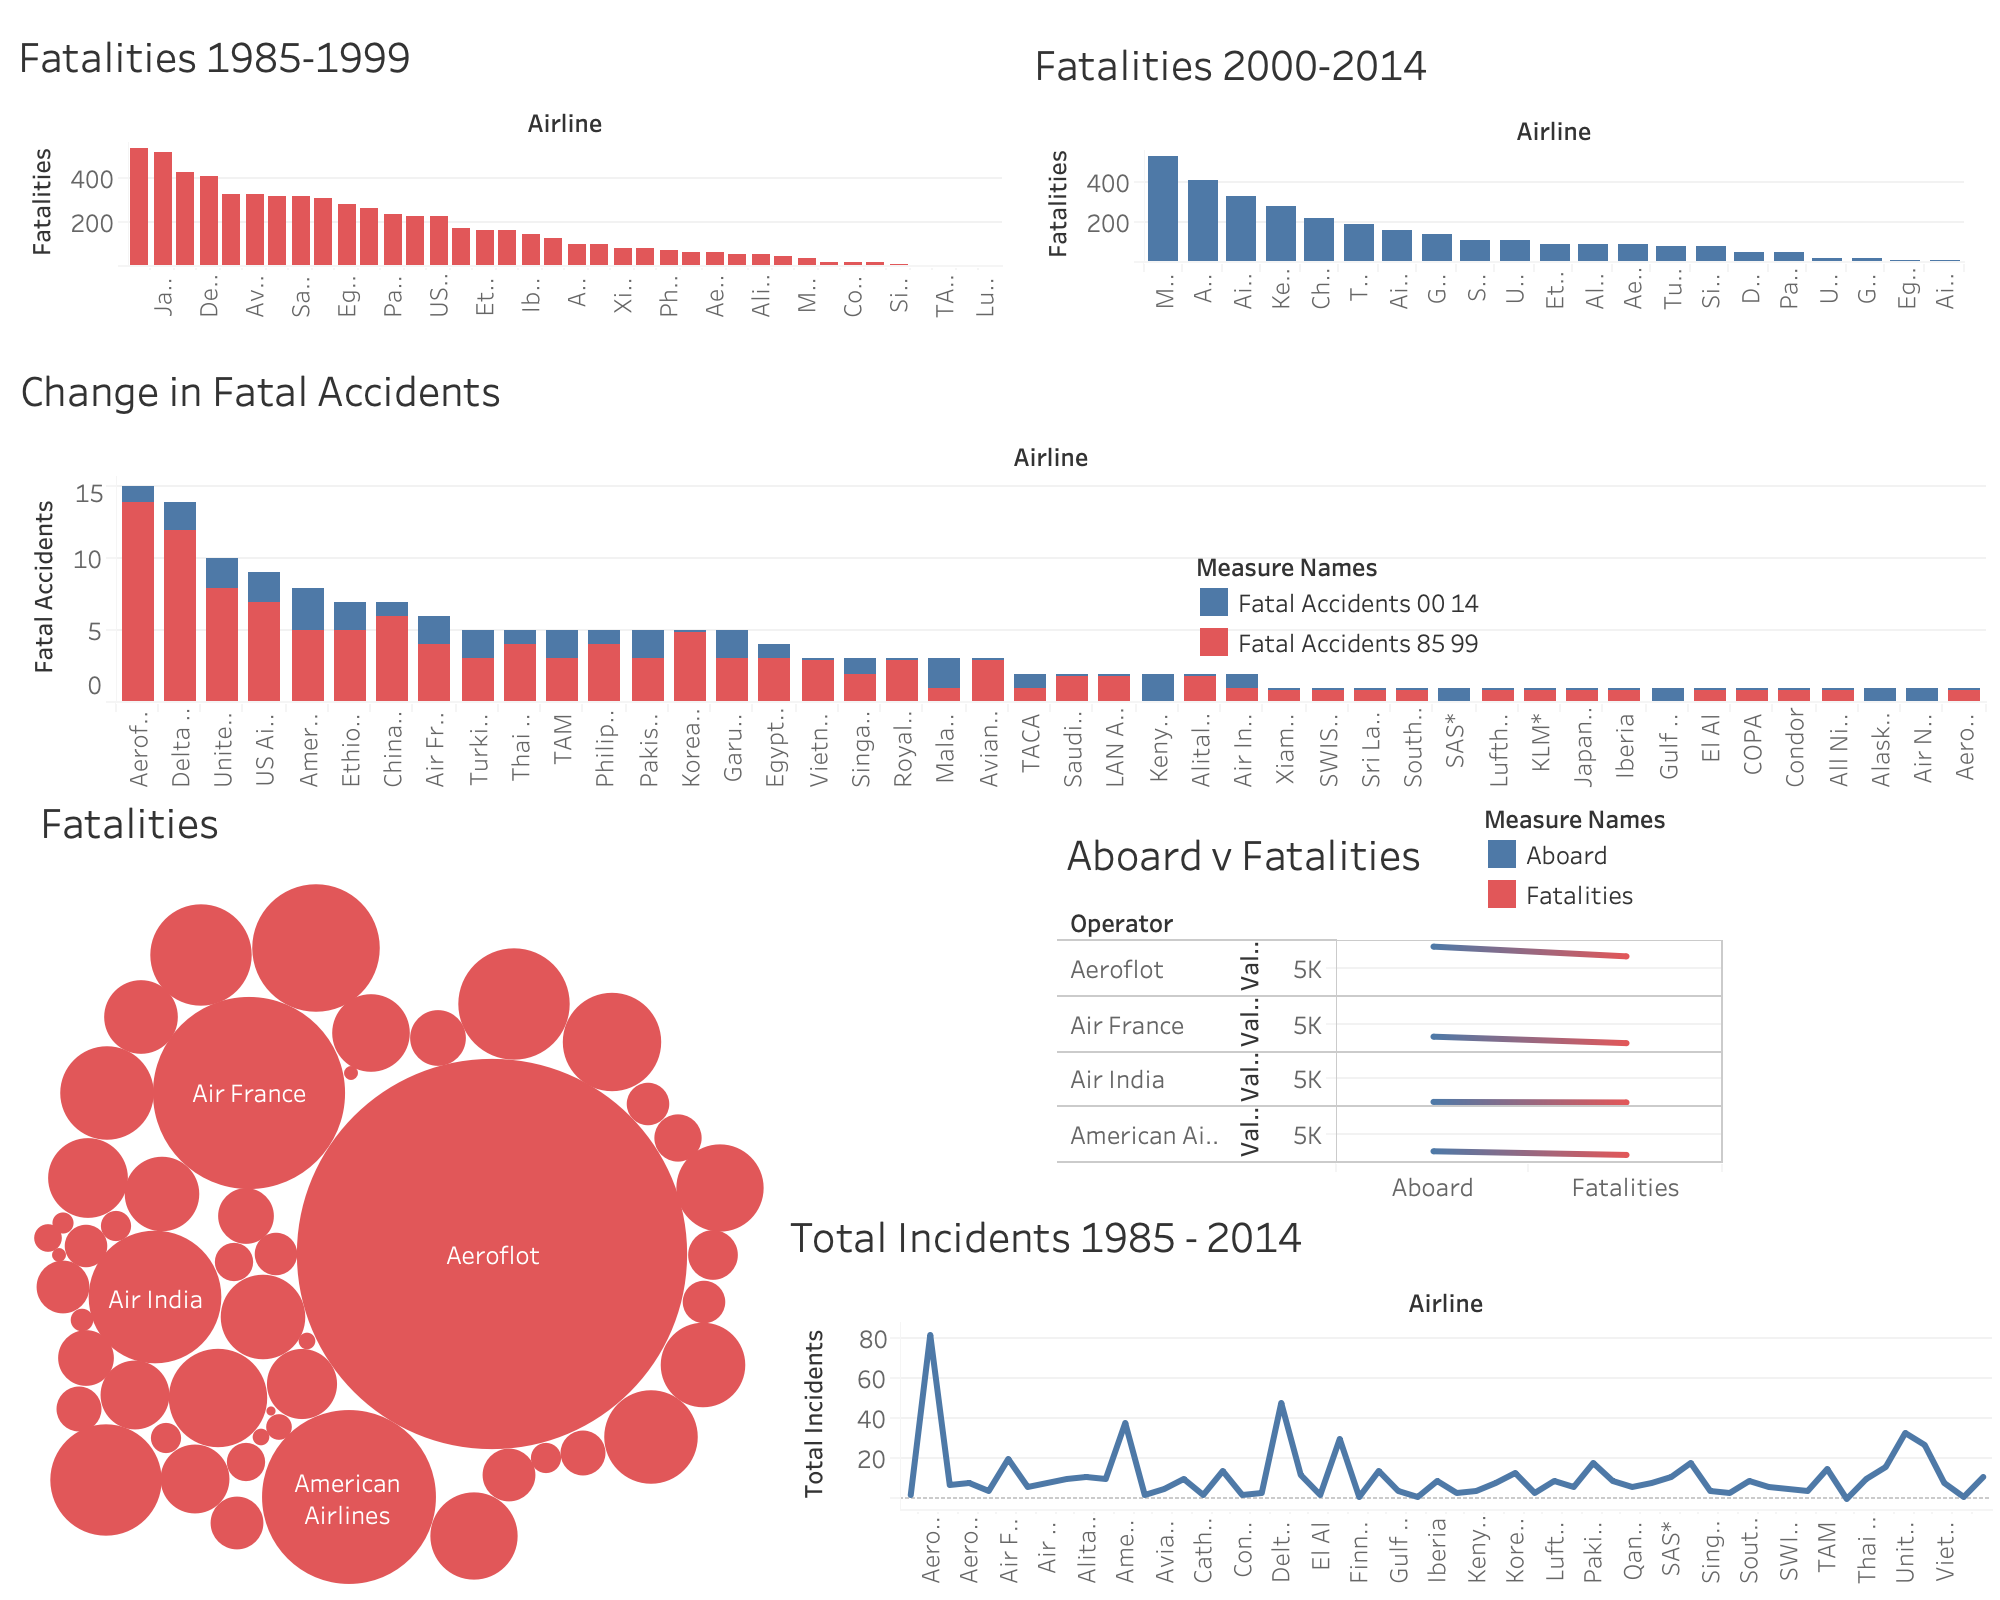 Fatalities 1985-1999
Airline
Fatalities
400
200
Ja..
De..
Av..
Sa..
Eg..
Pa..
US..
Et..
Ib..
A..
Xi..
Ph..
Ae..
Ali..
M..
Co..
Si..
TA..
Lu..
Fatalities 2000-2014
Airline
Fatalities
400
200
M..
A..
Ai..
Ke..
Ch..
T..
Ai..
G..
S..
U..
Et..
Al..
Ae..
Tu..
Si..
D..
Pa..
U..
G..
Eg..
Ai..
Change in Fatal Accidents
Airline
Fatal Accidents
15
10
5
0
Measure Names
Fatal Accidents 00 14
Fatal Accidents 85 99
Aerof..
Delta ..
Unite..
US Ai..
Amer..
Ethio..
China..
Air Fr..
Turki..
Thai ..
TAM
Philip..
Pakis..
Korea..
Garu..
Egypt..
Vietn..
Singa..
Royal..
Mala..
Avian..
TACA
Saudi..
LAN A..
Keny..
Alital..
Air In..
Xiam..
SWIS..
Sri La..
South..
SAS*
Lufth..
KLM*
Japan..
Iberia
Gulf ..
El Al
COPA
Condor
All Ni..
Alask..
Air N..
Aero..
Fatalities
Air France
Aeroflot
Air India
American
Airlines
Aboard v Fatalities
Measure Names
Aboard
Fatalities
Operator
Aeroflot
Val..
5K
Air France
Val..
5K
Air India
Val..
5K
American Ai..
Val..
5K
Aboard
Fatalities
Total Incidents 1985 - 2014
Airline
Total Incidents
80
60
40
20
Aero..
Aero..
Air F..
Air ..
Alita..
Ame..
Avia..
Cath..
Con..
Delt..
El Al
Finn..
Gulf ..
Iberia
Keny..
Kore..
Luft..
Paki..
Qan..
SAS*
Sing..
Sout..
SWI..
TAM
Thai ..
Unit..
Viet..